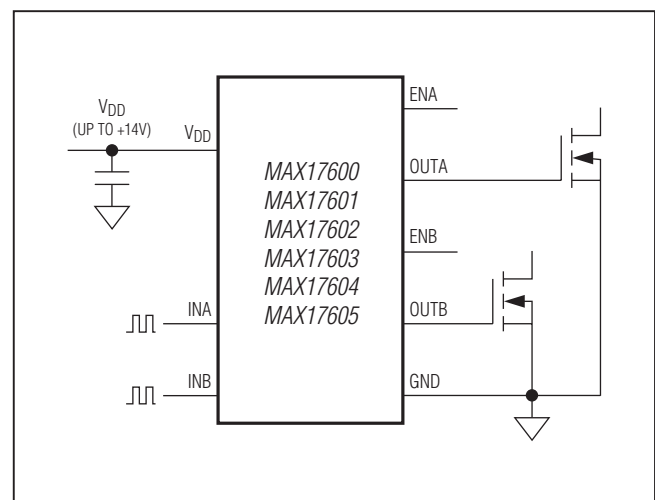 VDD
(UP TO +14V)
VDD
INA
INB
MAX17600
MAX17601
MAX17602
MAX17603
MAX17604
MAX17605
ENA
OUTA
ENB
OUTB
GND